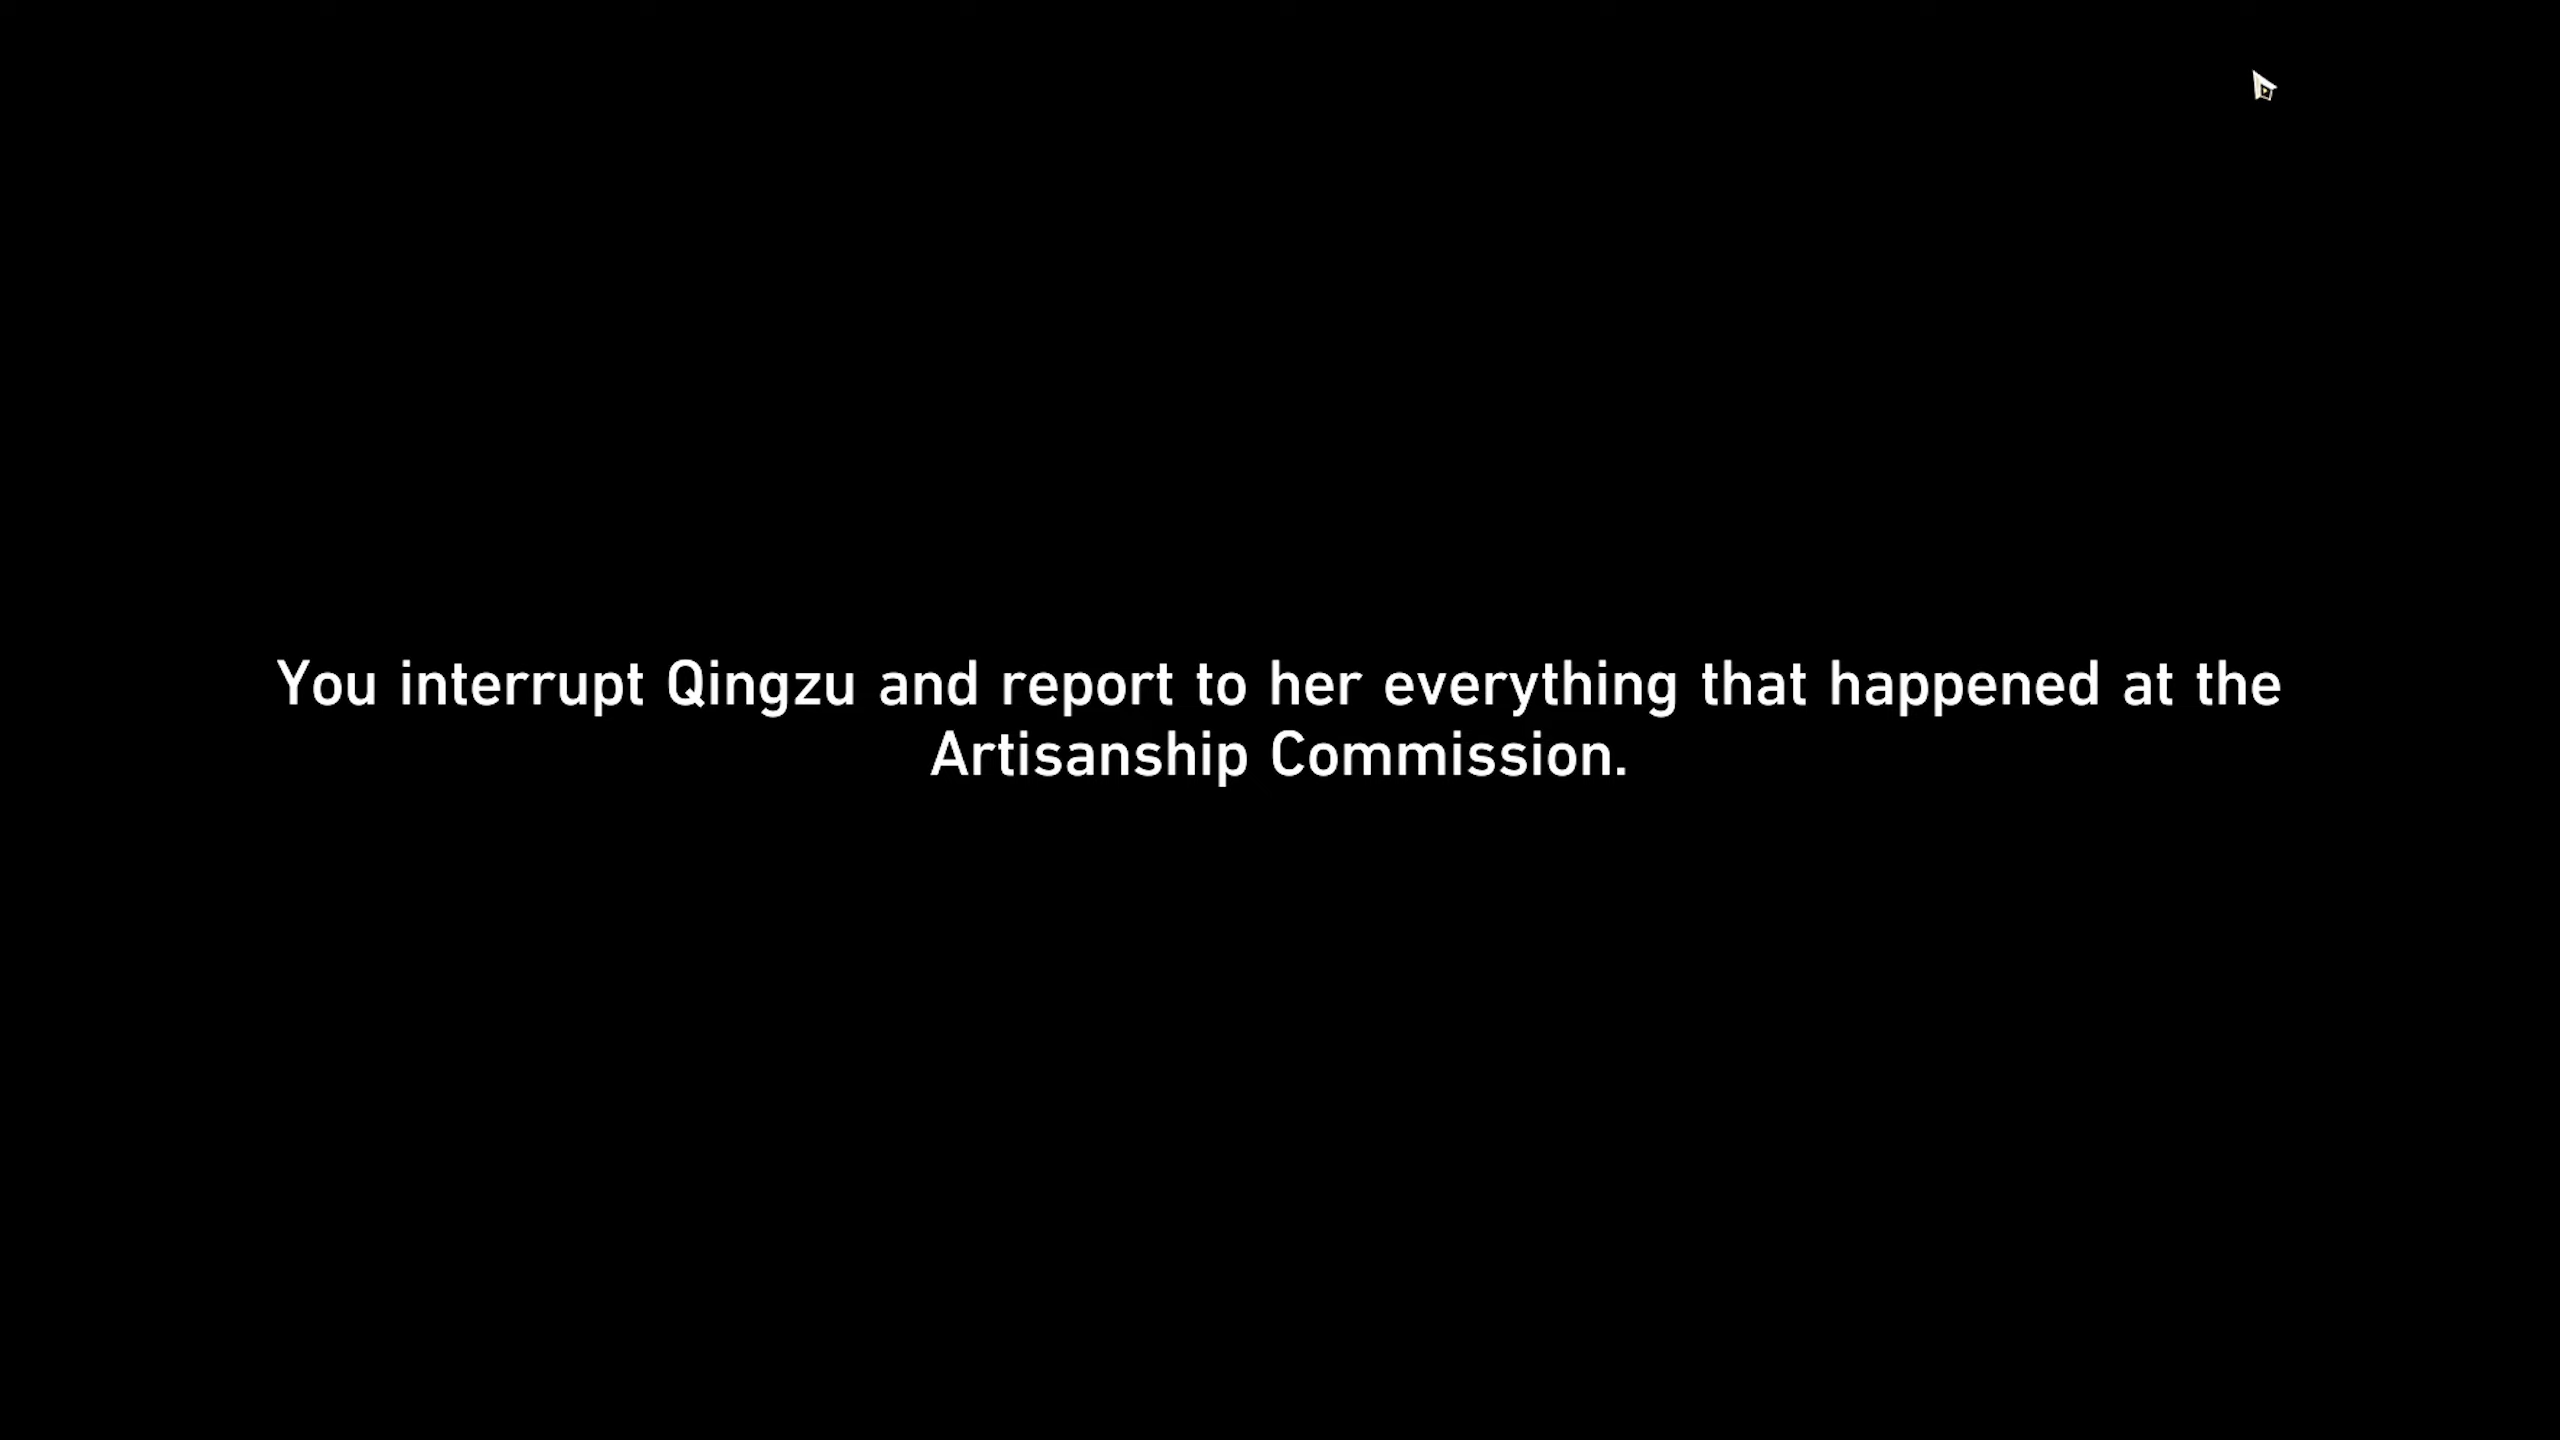 You interrupt Qingzu and report to her everything that happened at the
Artisanship Commission.